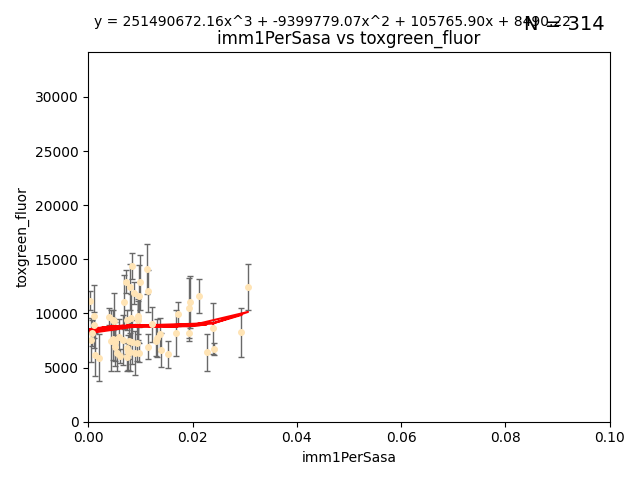 y = 251490672.16x^3 + -9399779.07x^2 + 105765.90x + 8490.22
N = 314
imm1PerSasa vs toxgreen_fluor
30000
25000
20000
15000
10000
5000
0
toxgreen_fluor
0.00 0.02 0.04 0.06 0.08 0.10
imm1PerSasa